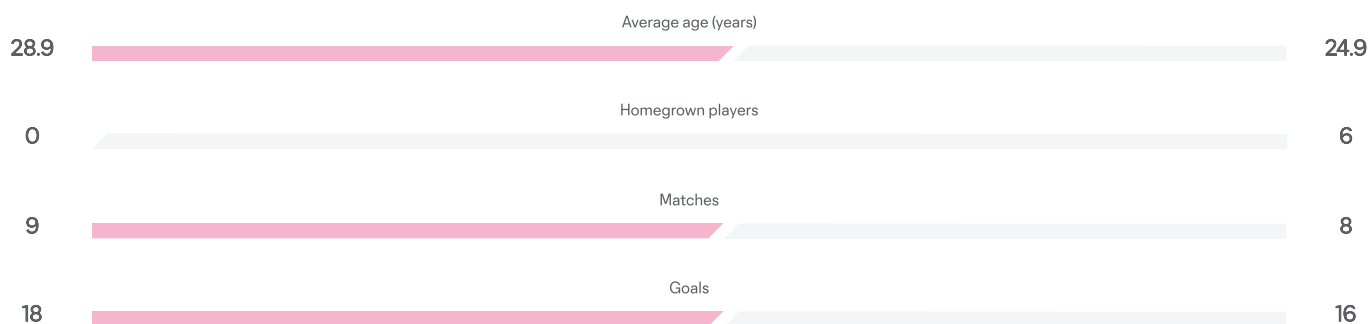 Average age (years)
28.9 24.9
Homegrown players
0 6
Matches
9 8
Goals
18 16